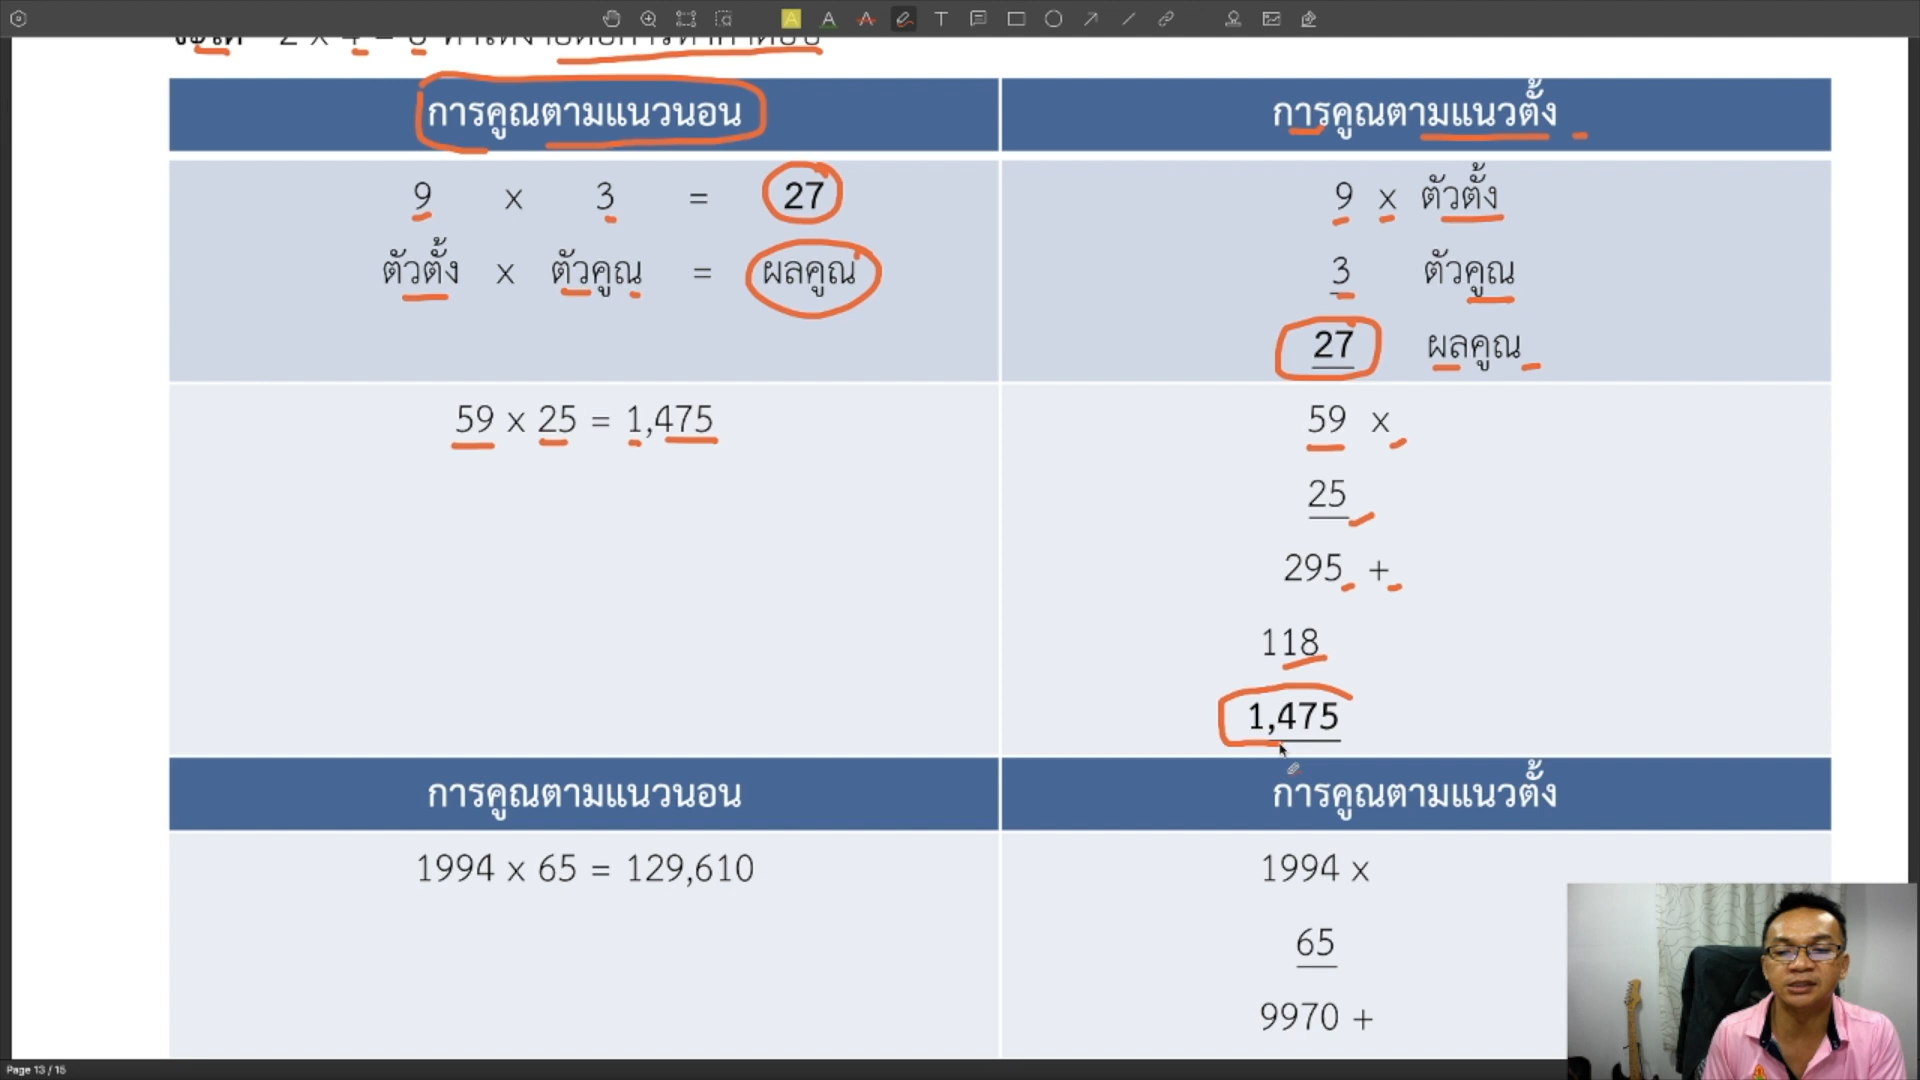 2 x 4 = 8
การคูณตามแนวนอน การคูณตามแนวตั้ง
9 x 3 = 27 9 x ตัวตั้ง
ตัวตั้ง x ตัวคูณ = ผลคูณ 3 ตัวคูณ
27 ผลคูณ
59 x 25 = 1,475 59 x
25
295 +
118
1,475
การคูณตามแนวนอน การคูณตามแนวตั้ง
1994 x 65 = 129,610 1994 x
65
9970 +
Page 13 / 15